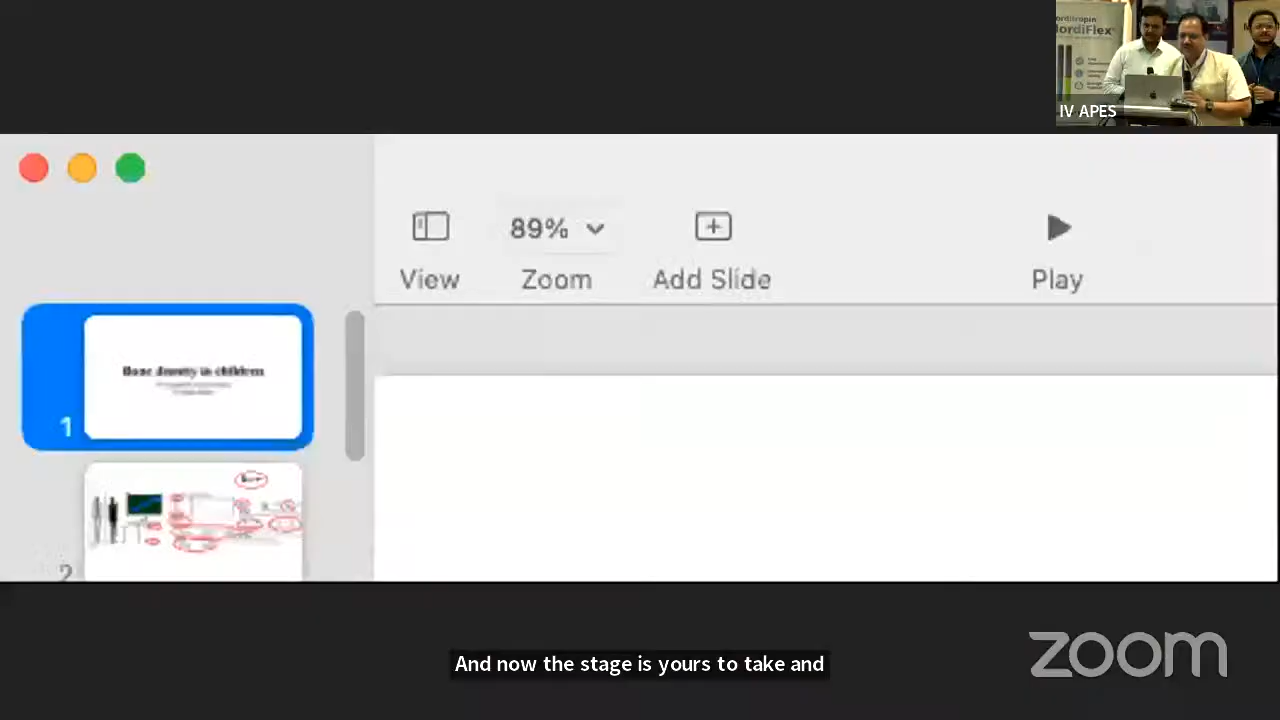 NordiFlex
IV APES
89%
View
Zoom
Add Slide
Play
Bone density in children
1
2
And now the stage is yours to take and
zoom